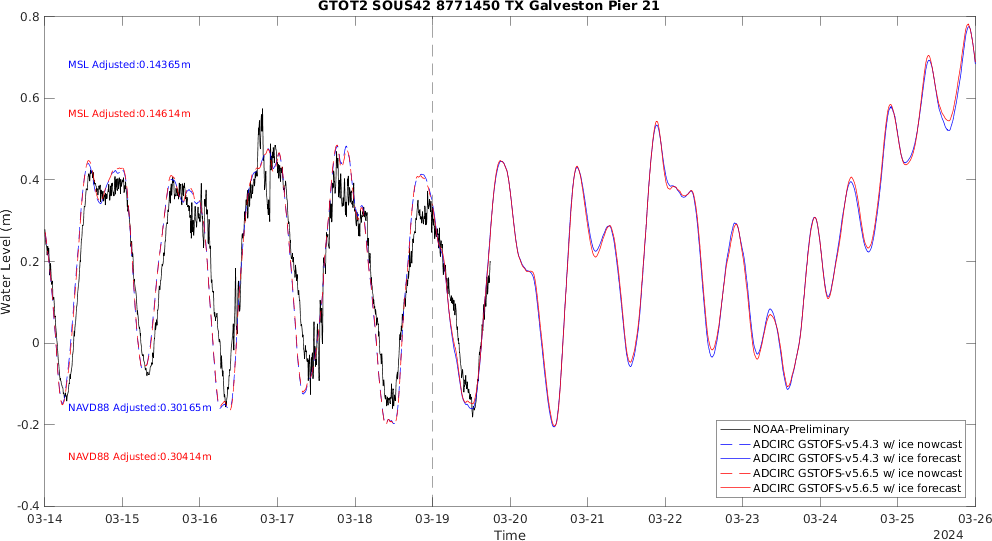 GTOT2 SOUS42 8771450 TX Galveston Pier 21
0.8
MSL Adjusted:0.14365m
0.6
MSL Adjusted:0.14614m
0.4
0.2
Water Level (m)
0
NAVD88 Adjusted:0.30165m
-0.2
NAVD88 Adjusted:0.30414m
-0.4
NOAA-Preliminary
ADCIRC GSTOFS-v5.4.3 w/ ice nowcast
ADCIRC GSTOFS-v5.4.3 w/ ice forecast
ADCIRC GSTOFS-v5.6.5 w/ ice nowcast
ADCIRC GSTOFS-v5.6.5 w/ ice forecast
03-14 03-15 03-16 03-17 03-18 03-19 03-20 03-21 03-22 03-23 03-24 03-25 03-26
Time
2024